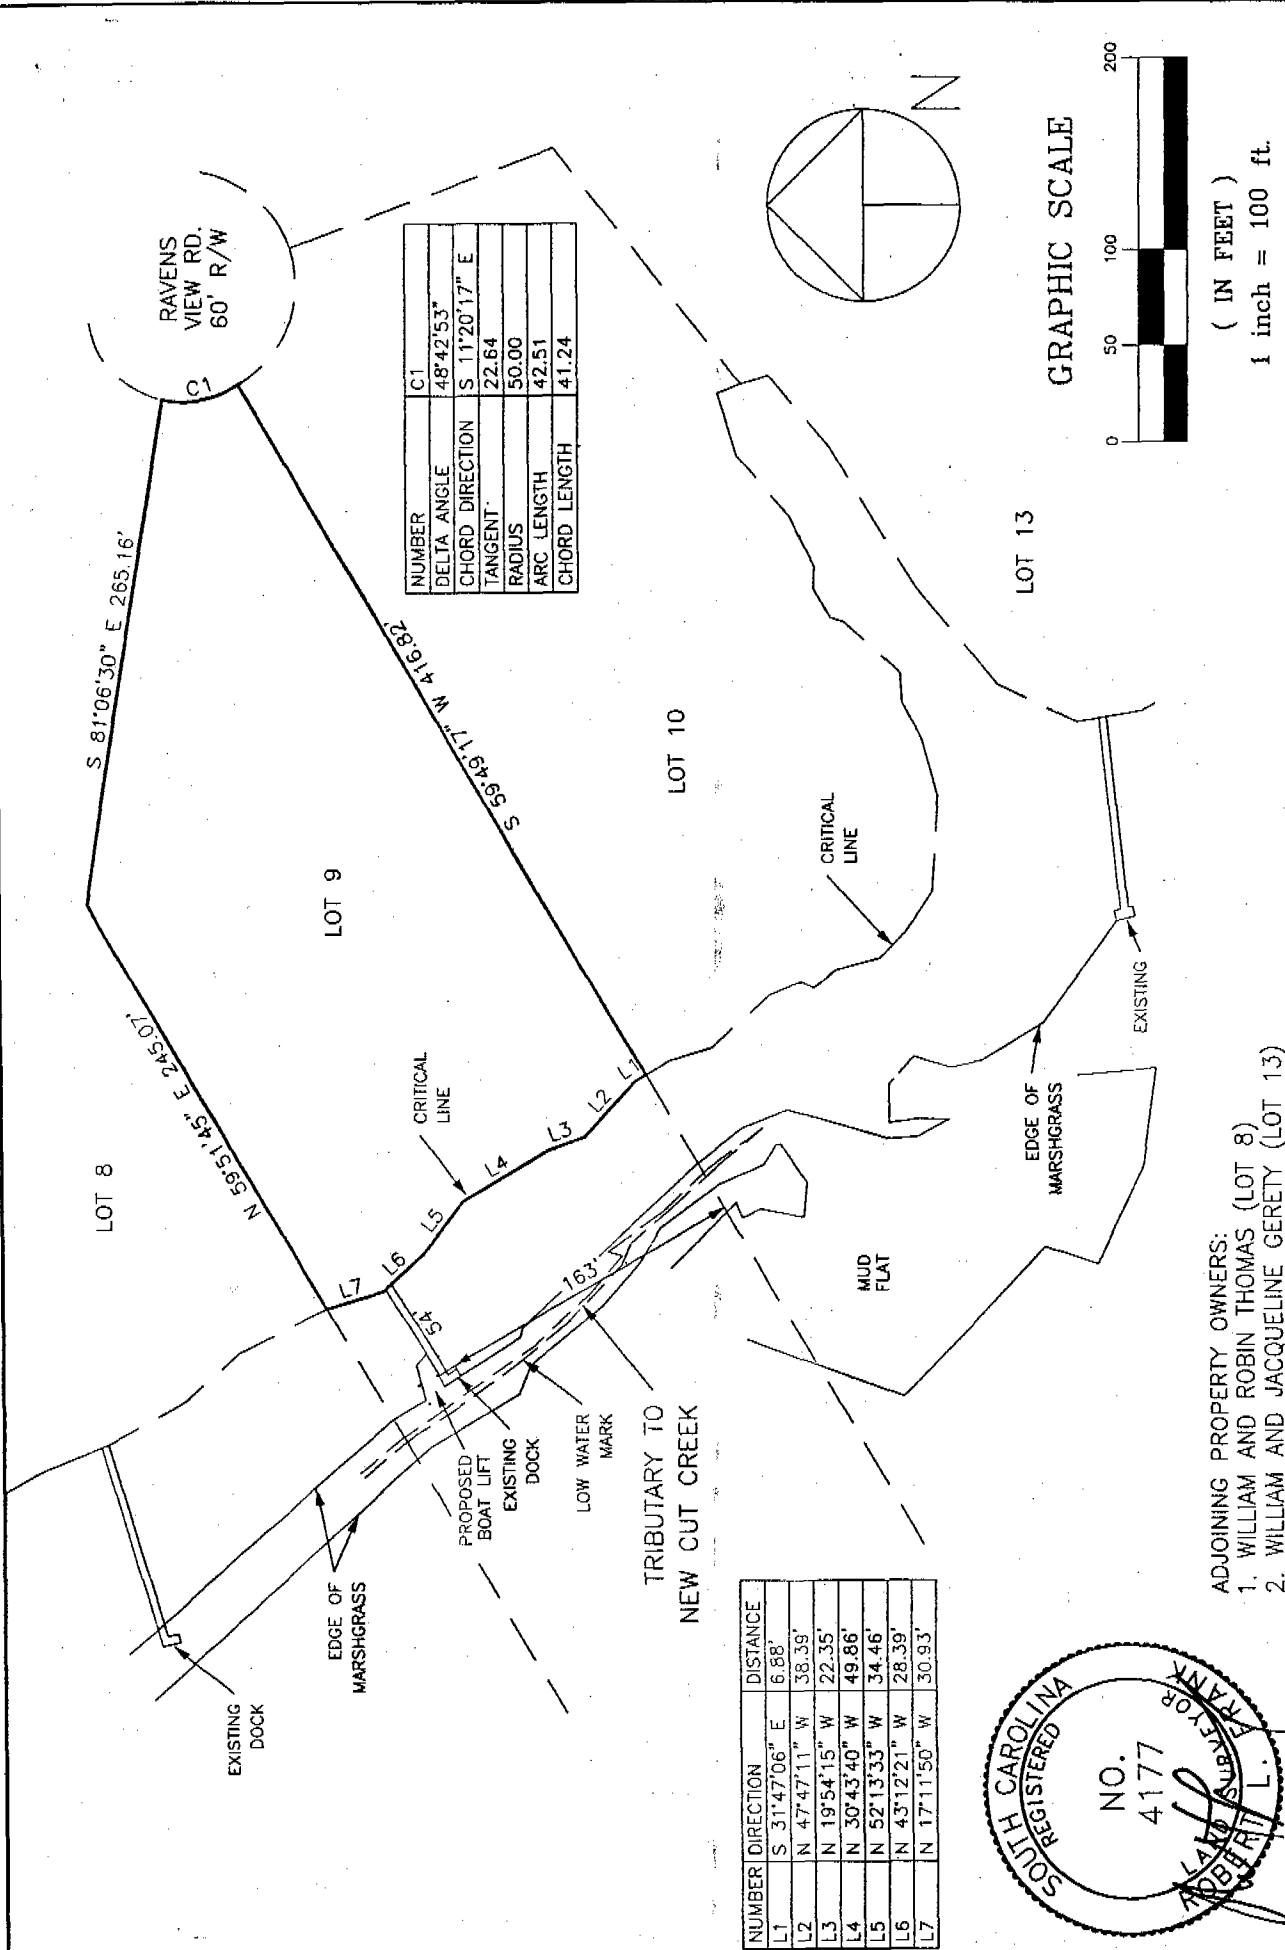 RAVENS
VIEW RD.
60' R/W
C1
S 81°06'30" E 265.16'
N 59°51'45" E 245.07'
S 59°49'17" W 416.82'
LOT 8
LOT 9
LOT 10
LOT 13
NUMBER C1
DELTA ANGLE 48°42'53"
CHORD DIRECTION S 11°20'17" E
TANGENT 22.64
RADIUS 50.00
ARC LENGTH 42.51
CHORD LENGTH 41.24
N
GRAPHIC SCALE
0 50 100 200
( IN FEET )
1 inch = 100 ft.
CRITICAL
LINE
CRITICAL
LINE
L1
L2
L3
L4
L5
L6
L7
54'
163'
MUD
FLAT
EDGE OF
MARSHGRASS
EXISTING
PROPOSED
BOAT LIFT
EXISTING
DOCK
LOW WATER
MARK
TRIBUTARY TO
NEW CUT CREEK
EDGE OF
MARSHGRASS
EXISTING
DOCK
NUMBER DIRECTION DISTANCE
L1 S 31°47'06" E 6.88'
L2 N 47°47'11" W 38.39'
L3 N 19°54'15" W 22.35'
L4 N 30°43'40" W 49.86'
L5 N 52°13'33" W 34.46'
L6 N 43°12'21" W 28.39'
L7 N 17°11'50" W 30.93'
SOUTH CAROLINA
REGISTERED
NO.
4177
LAND SURVEYOR
ROBERT L. FRANK
ADJOINING PROPERTY OWNERS:
1. WILLIAM AND ROBIN THOMAS (LOT 8)
2. WILLIAM AND JACQUELINE GERETY (LOT 13)